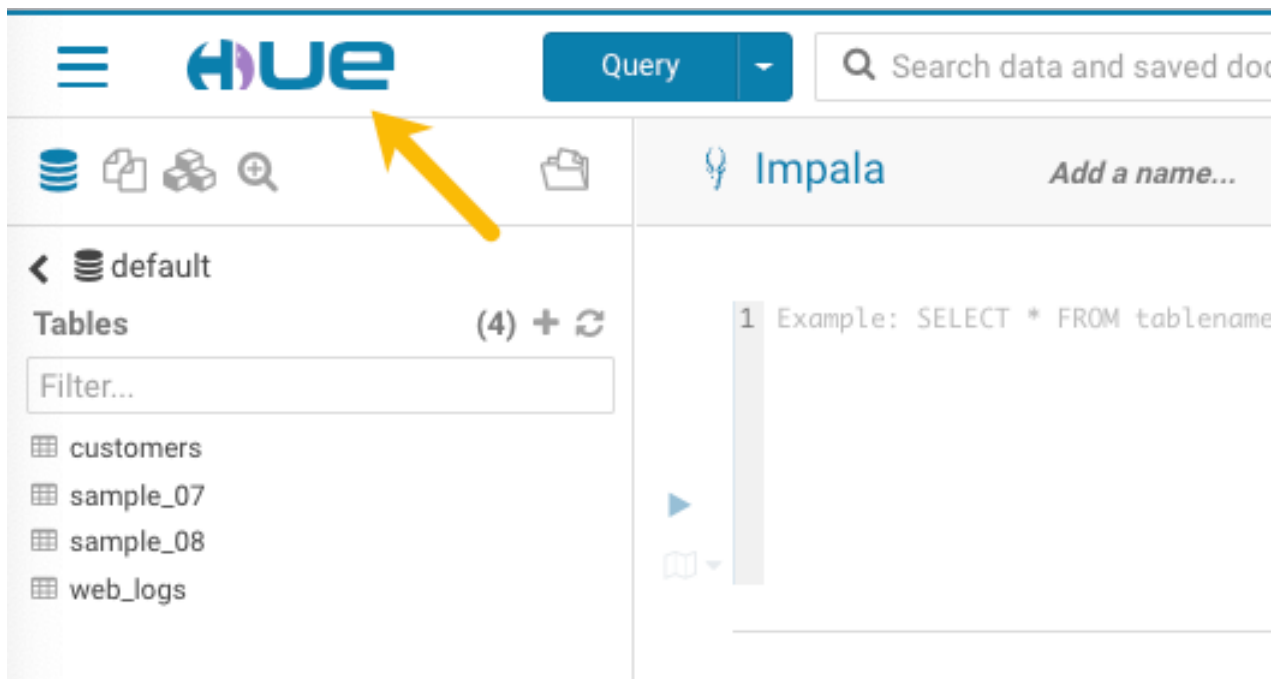 HUE
Query
Search data and saved
Impala
Add a name...
default
Tables (4)
1 Example: SELECT * FROM tablename
Filter...
customers
sample_07
sample_08
web_logs